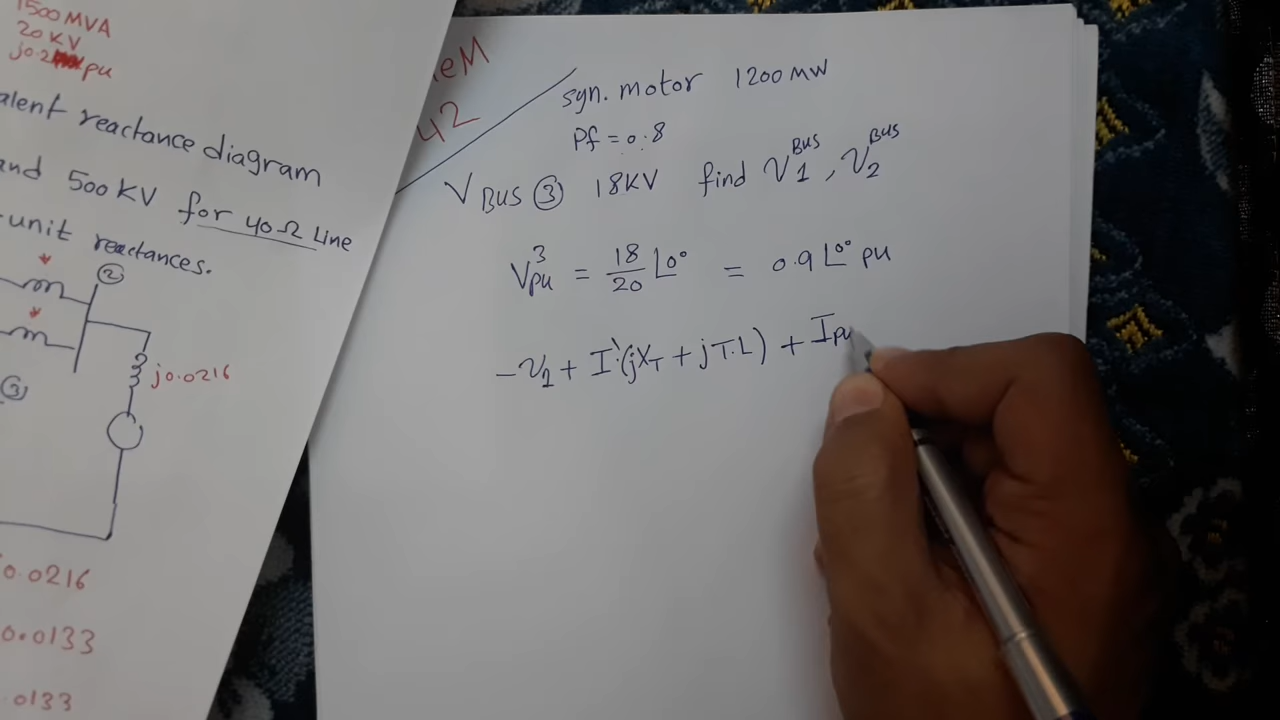 1500 MVA
20 KV
j0.2 pu
alent reactance diagram
and 500 KV for 40Ω Line
-unit reactances.
②
③
j0.0216
0.0216
0.0133
.0133
eM
42
syn. motor 1200 MW
Pf = 0.8
V BUS ③ 18KV find V1 BUS, V2 BUS
V³pu = 18/20 ∟0° = 0.9 ∟0° pu
-V1 + I`(jXT + jT.L) + Ipu